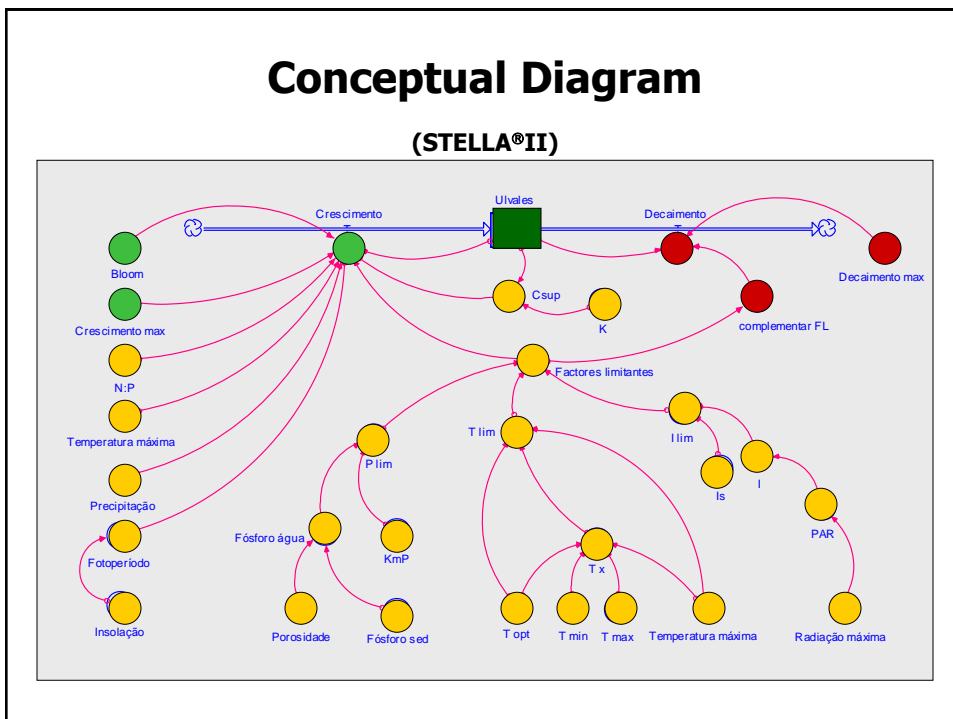 Conceptual Diagram
(STELLA®II)
Ulvales
Crescimento
Decaimento
Bloom
Decaimento max
Csup
K
Crescimento max
complementar FL
N:P
Factores limitantes
Temperatura máxima
T lim
I lim
P lim
Is
I
Precipitação
PAR
Fósforo água
KmP
Fotoperíodo
T x
Insolação
Porosidade
Fósforo sed
T opt
T min
T max
Temperatura máxima
Radiação máxima